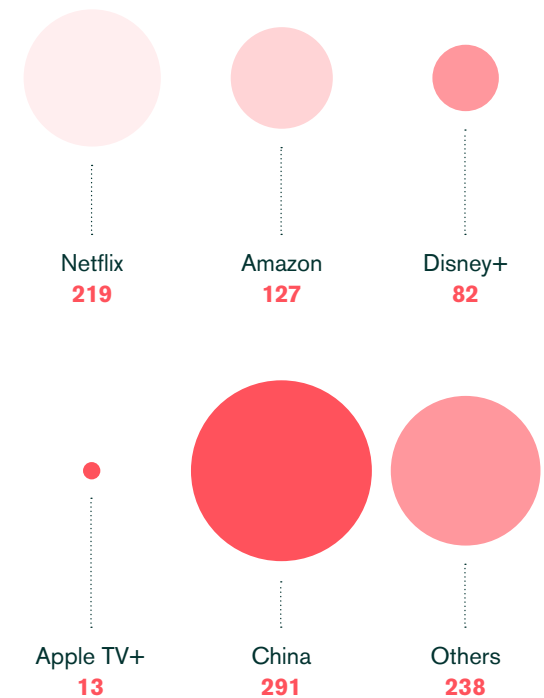 Netflix
219
Amazon
127
Disney+
82
Apple TV+
13
China
291
Others
238